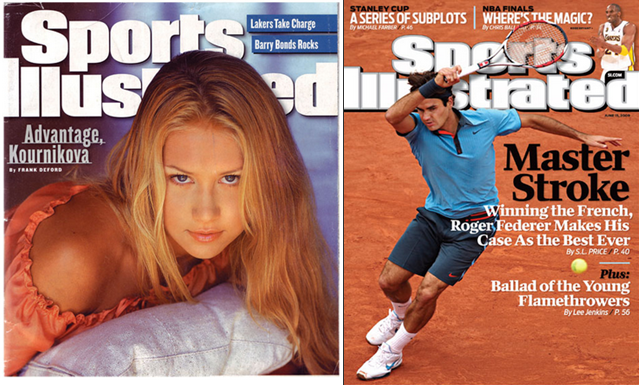 Lakers Take Charge
Barry Bonds Rocks
Sports
Illustrated
Advantage,
Kournikova
By FRANK DEFORD
STANLEY CUP
A SERIES OF SUBPLOTS
By MICHAEL FARBER P. 48
NBA FINALS
WHERE'S THE MAGIC?
By CHRIS
Sports
Illustrated
SI.COM
Master
Stroke
Winning the French,
Roger Federer Makes His
Case As the Best Ever
By S.L. PRICE P. 40
Plus:
Ballad of the Young
Flamethrowers
By Lee Jenkins P. 56